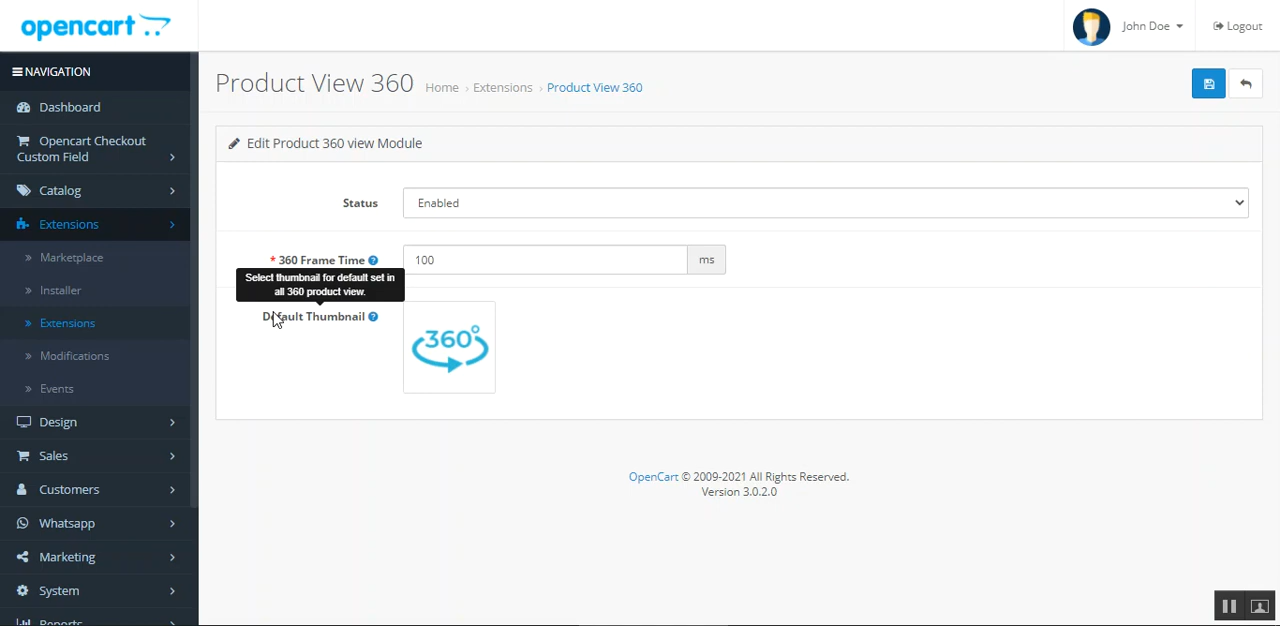 opencart
John Doe
Logout
NAVIGATION
Product View 360
Home › Extensions › Product View 360
Dashboard
Opencart Checkout
Custom Field
Catalog
Extensions
» Marketplace
» Installer
» Extensions
» Modifications
» Events
Design
Sales
Customers
Whatsapp
Marketing
System
Reports
Edit Product 360 view Module
Status
Enabled
* 360 Frame Time
100
ms
Select thumbnail for default set in
all 360 product view.
Default Thumbnail
360°
OpenCart © 2009-2021 All Rights Reserved.
Version 3.0.2.0